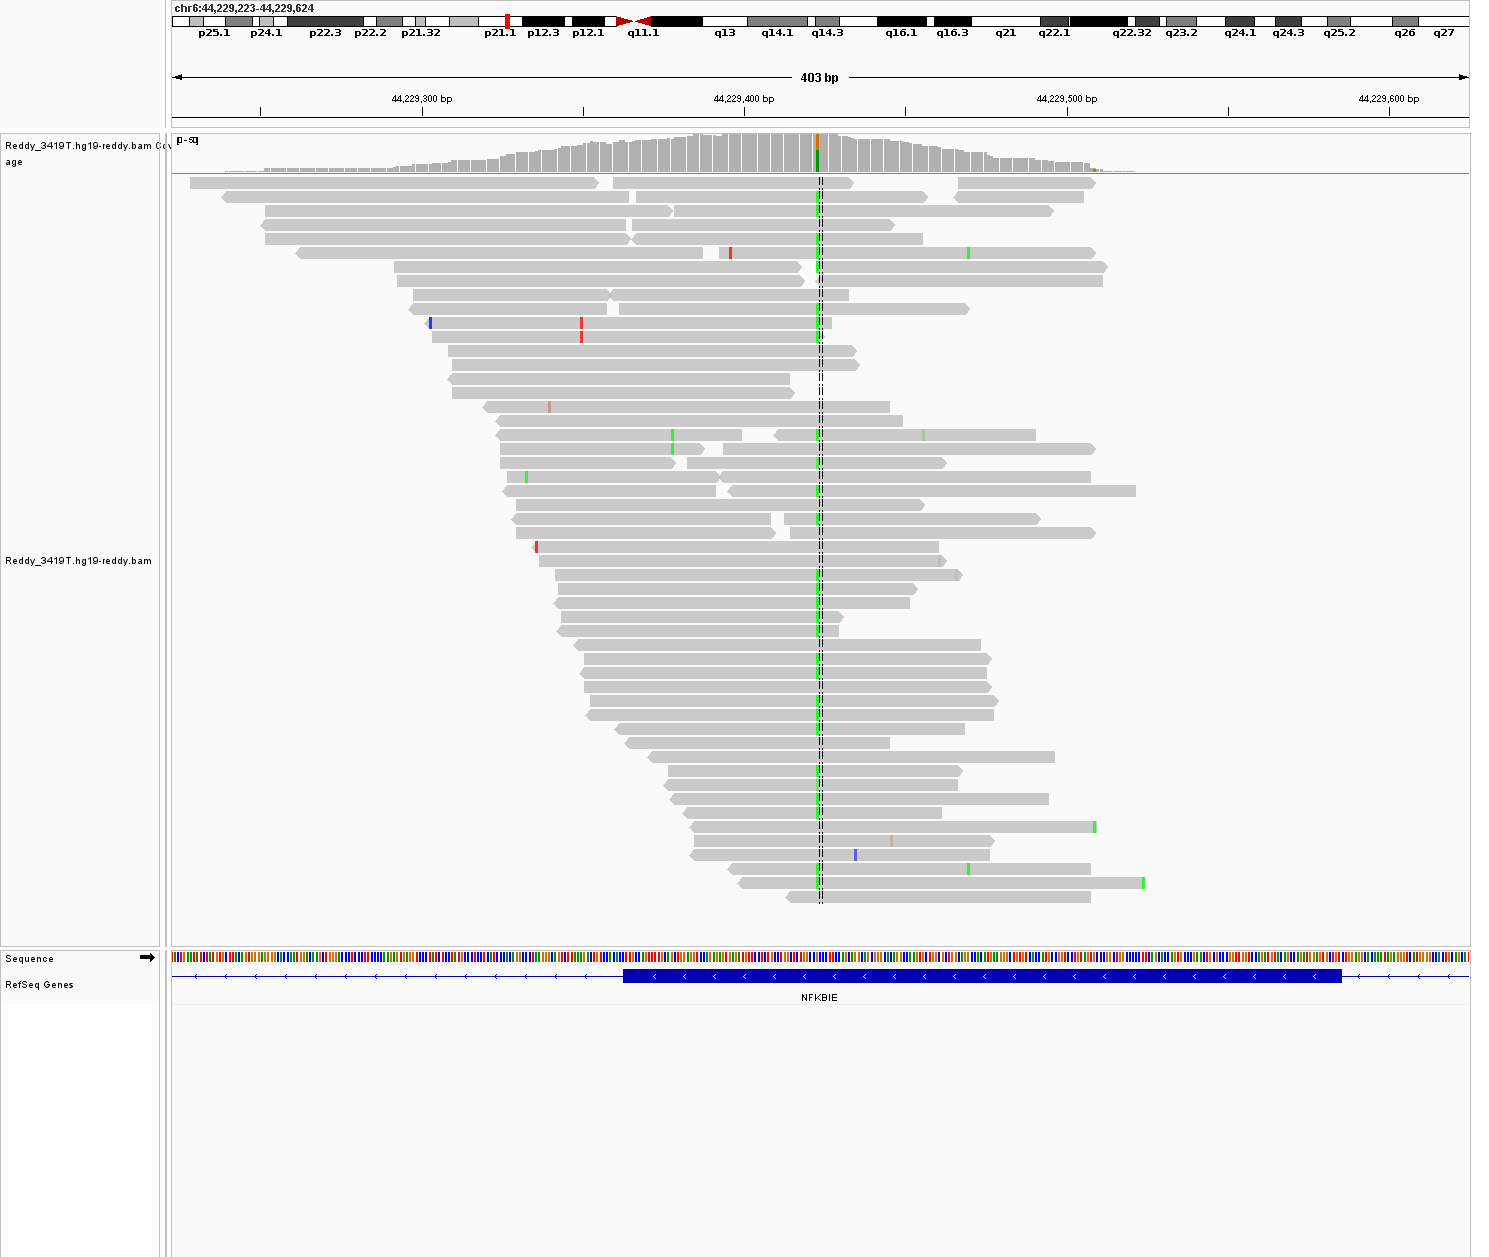 chr6:44,229,223-44,229,624
p25.1 p24.1 p22.3 p22.2 p21.32 p21.1 p12.3 p12.1 q11.1 q13 q14.1 q14.3 q16.1 q16.3 q21 q22.1 q22.32 q23.2 q24.1 q24.3 q25.2 q26 q27
403 bp
44,229,300 bp 44,229,400 bp 44,229,500 bp 44,229,600 bp
Reddy_3419T.hg19-reddy.bam Cov
age
Reddy_3419T.hg19-reddy.bam
Sequence
RefSeq Genes
NFKBIE